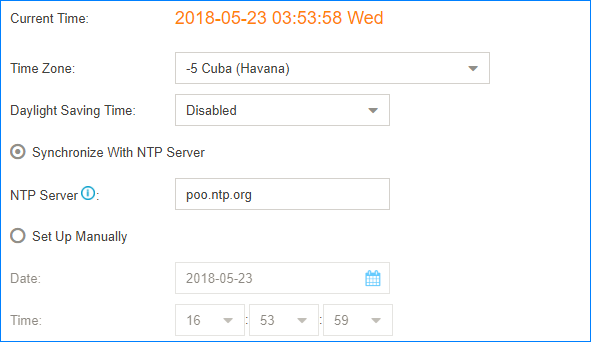 Current Time: 2018-05-23 03:53:58 Wed
Time Zone: -5 Cuba (Havana)
Daylight Saving Time: Disabled
Synchronize With NTP Server
NTP Server i: poo.ntp.org
Set Up Manually
Date: 2018-05-23
Time: 16 : 53 : 59